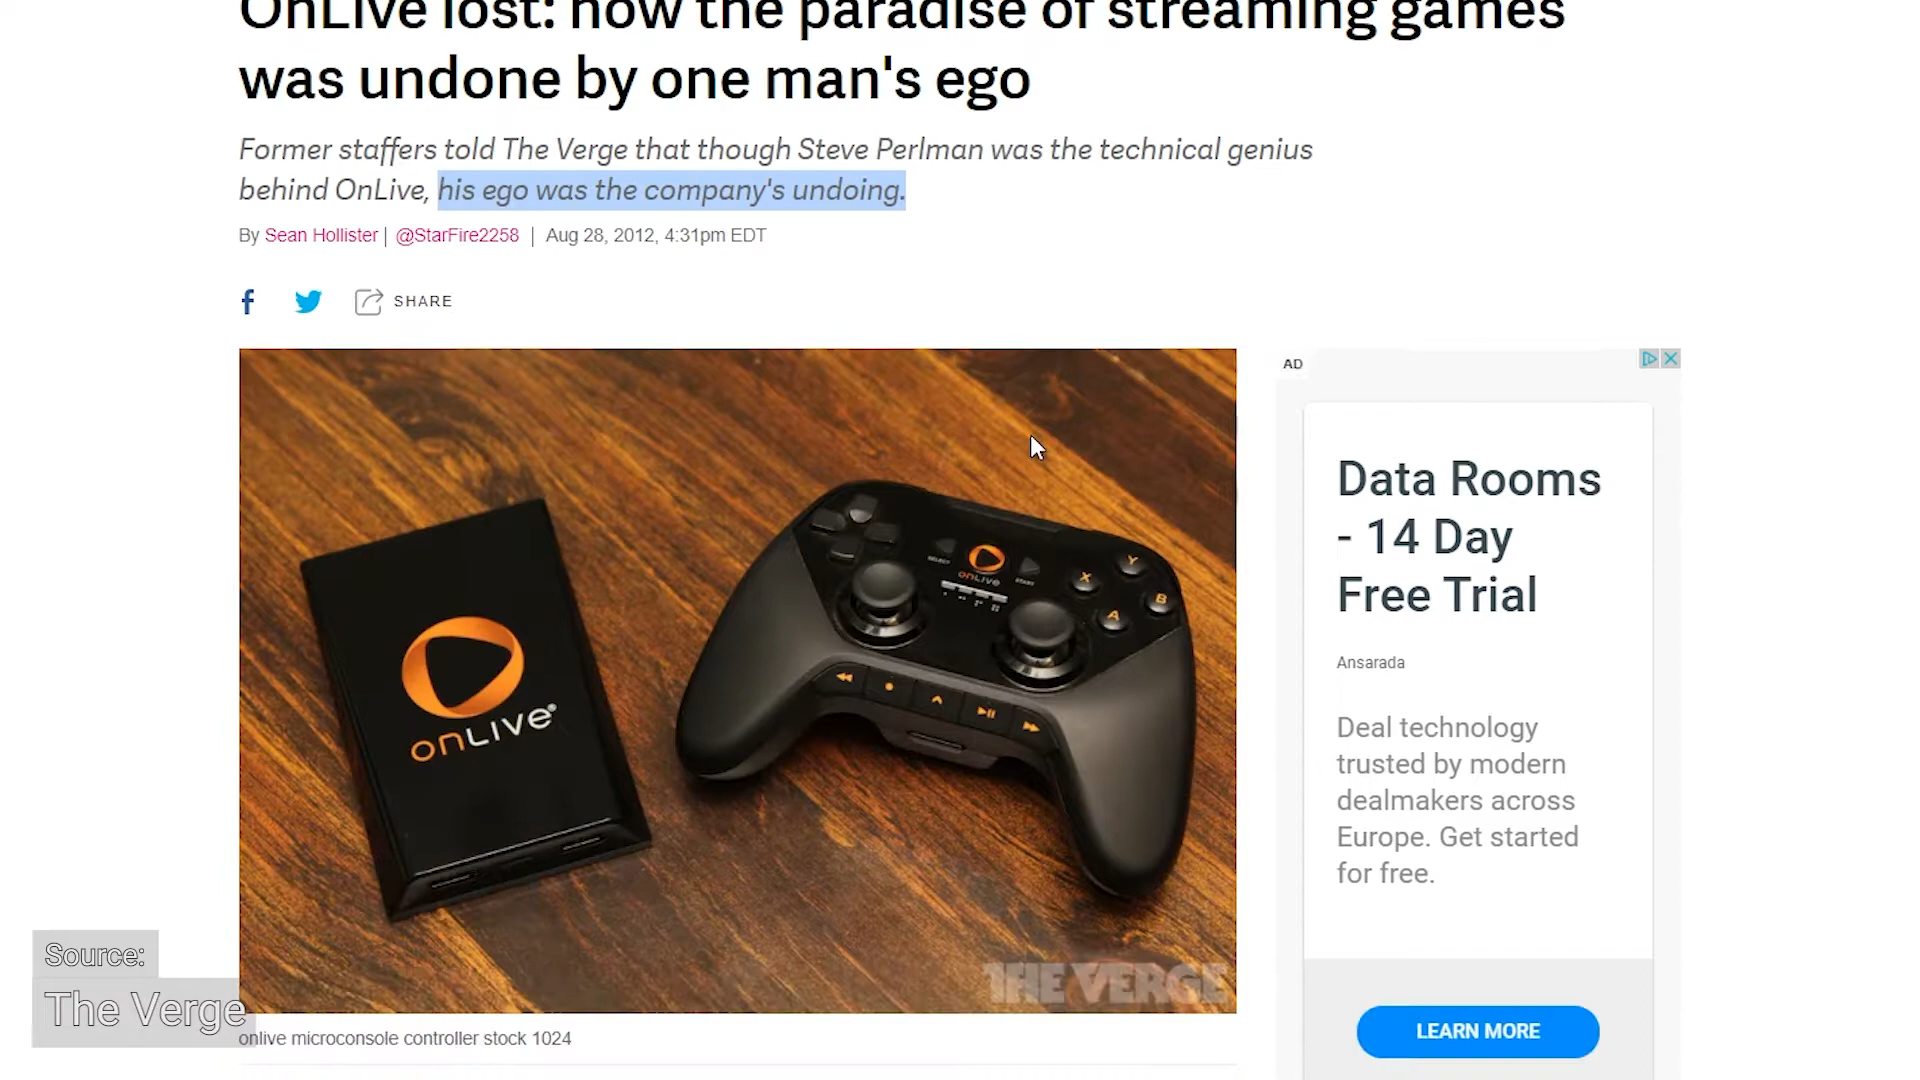 OnLive lost: how the paradise of streaming games
was undone by one man's ego
Former staffers told The Verge that though Steve Perlman was the technical genius
behind OnLive, his ego was the company's undoing.
By Sean Hollister | @StarFire2258 | Aug 28, 2012, 4:31pm EDT
SHARE
AD
Data Rooms
- 14 Day
Free Trial
Ansarada
Deal technology
trusted by modern
dealmakers across
Europe. Get started
for free.
LEARN MORE
onLIVE®
SELECT
onLIVE
START
X
Y
A
B
THE VERGE
Source:
The Verge
onlive microconsole controller stock 1024